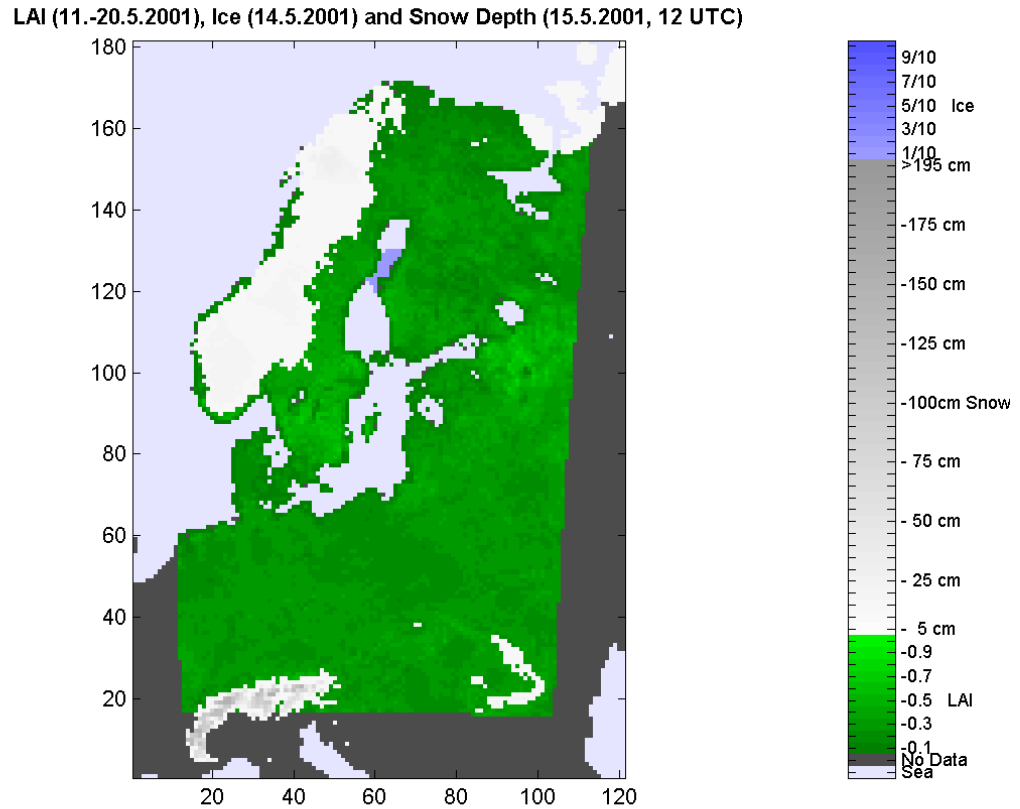 LAI (11.-20.5.2001), Ice (14.5.2001) and Snow Depth (15.5.2001, 12 UTC)
180
160
140
120
100
80
60
40
20
20 40 60 80 100 120
9/10
7/10
5/10 Ice
3/10
1/10
>195 cm
-175 cm
-150 cm
-125 cm
-100cm Snow
- 75 cm
- 50 cm
- 25 cm
- 5 cm
-0.9
-0.7
-0.5 LAI
-0.3
-0.1
No Data
Sea